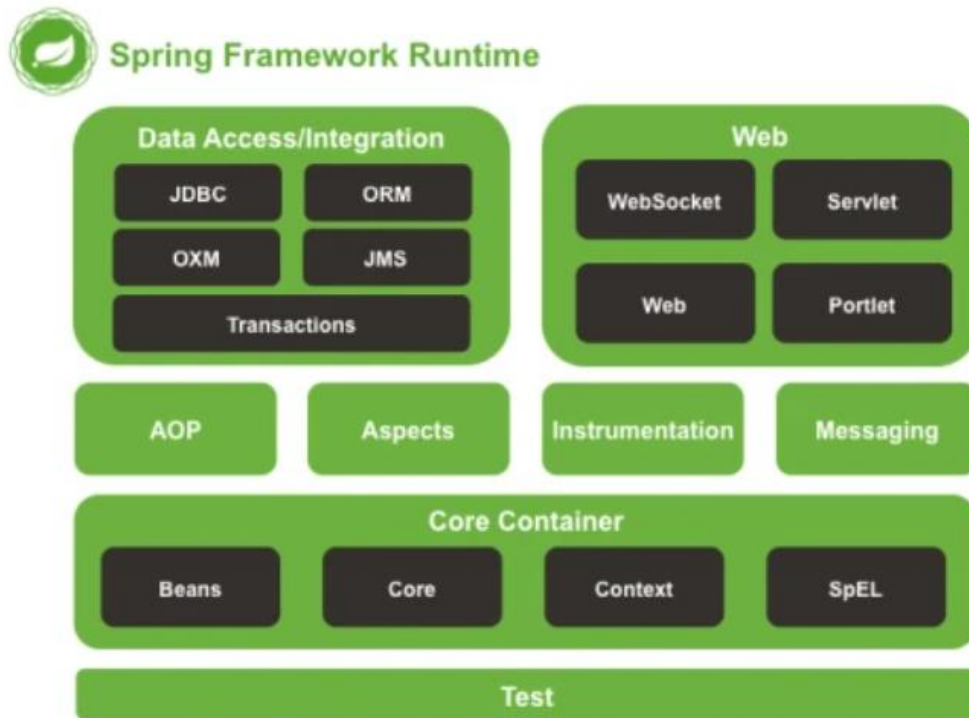 Spring Framework Runtime
Data Access/Integration
JDBC
ORM
OXM
JMS
Transactions
Web
WebSocket
Servlet
Web
Portlet
AOP
Aspects
Instrumentation
Messaging
Core Container
Beans
Core
Context
SpEL
Test